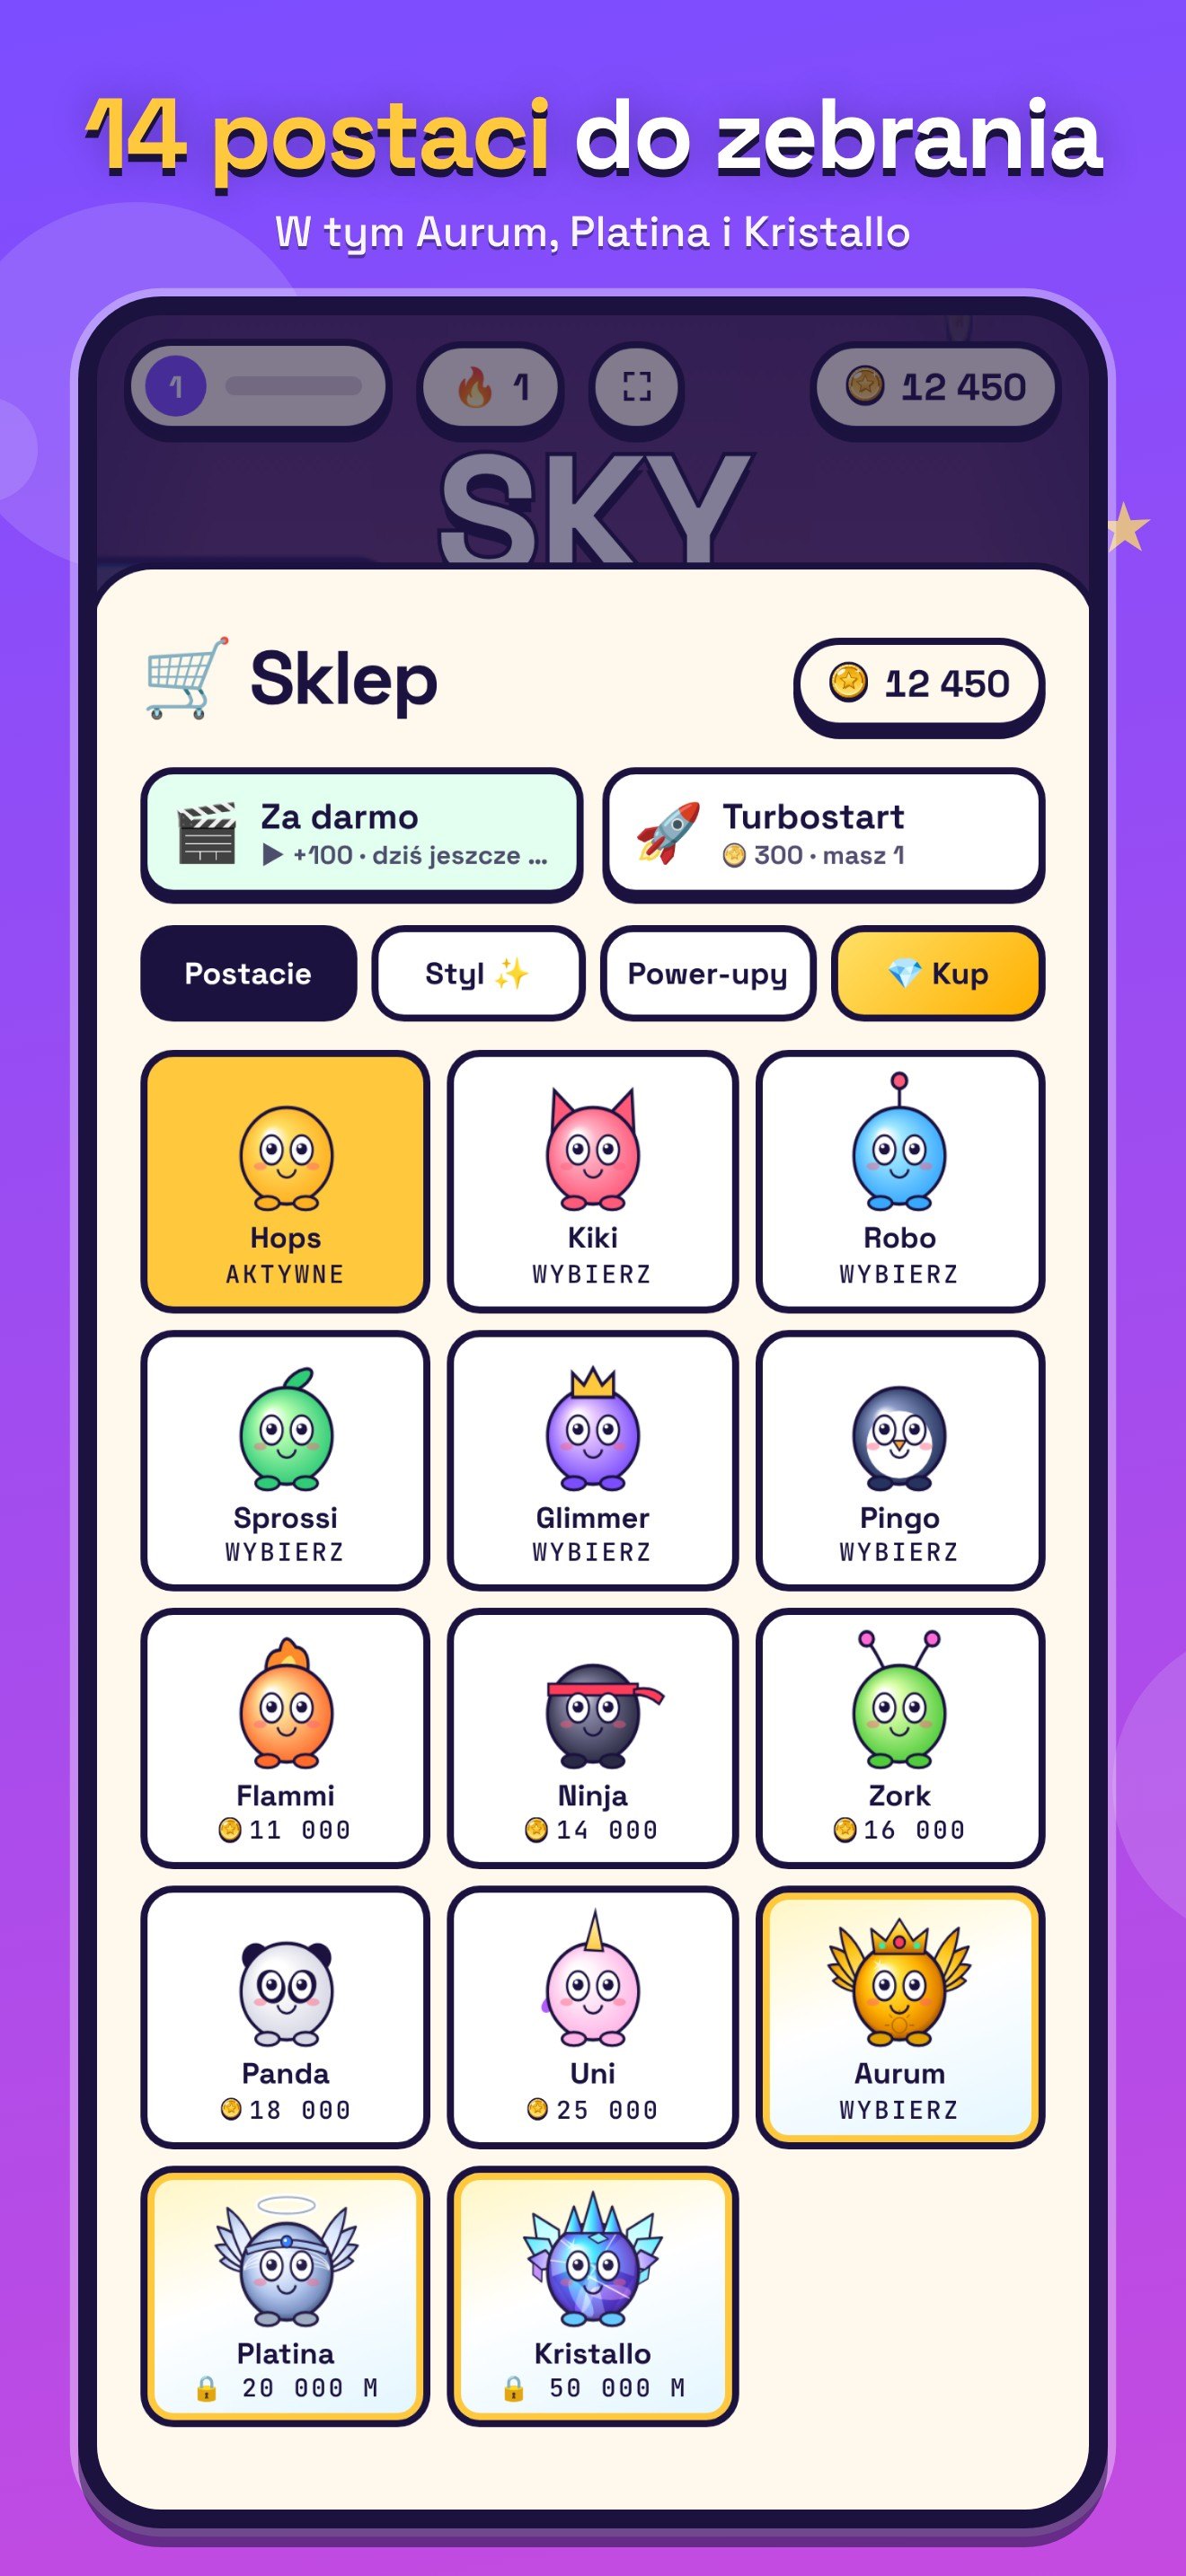 14 postaci do zebrania
W tym Aurum, Platina i Kristallo
1
1
12 450
SKY
Sklep
12 450
Za darmo
+100 · dziś jeszcze ...
Turbostart
300 · masz 1
Postacie
Styl
Power-upy
Kup
Hops
AKTYWNE
Kiki
WYBIERZ
Robo
WYBIERZ
Sprossi
WYBIERZ
Glimmer
WYBIERZ
Pingo
WYBIERZ
Flammi
11 000
Ninja
14 000
Zork
16 000
Panda
18 000
Uni
25 000
Aurum
WYBIERZ
Platina
20 000 M
Kristallo
50 000 M